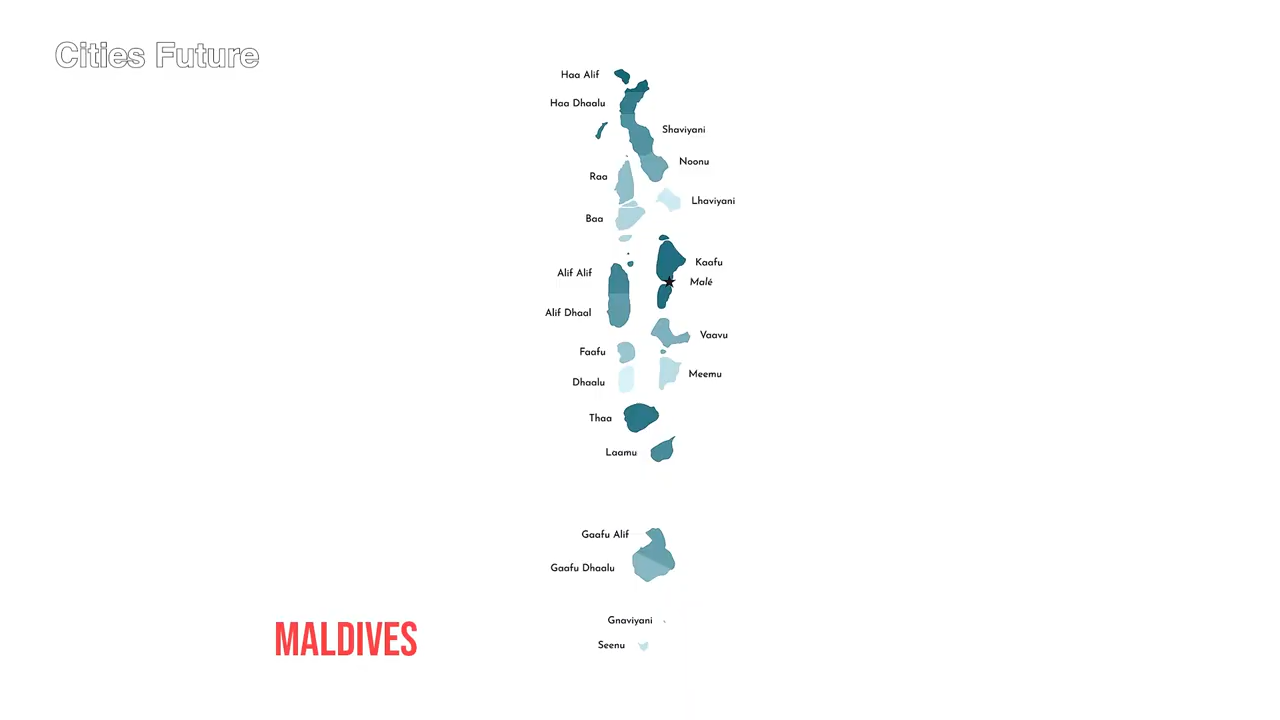 Cities Future
Haa Alif
Haa Dhaalu
Shaviyani
Noonu
Raa
Lhaviyani
Baa
Kaafu
Alif Alif
Malé
Alif Dhaal
Vaavu
Faafu
Meemu
Dhaalu
Thaa
Laamu
Gaafu Alif
Gaafu Dhaalu
Gnaviyani
MALDIVES
Seenu